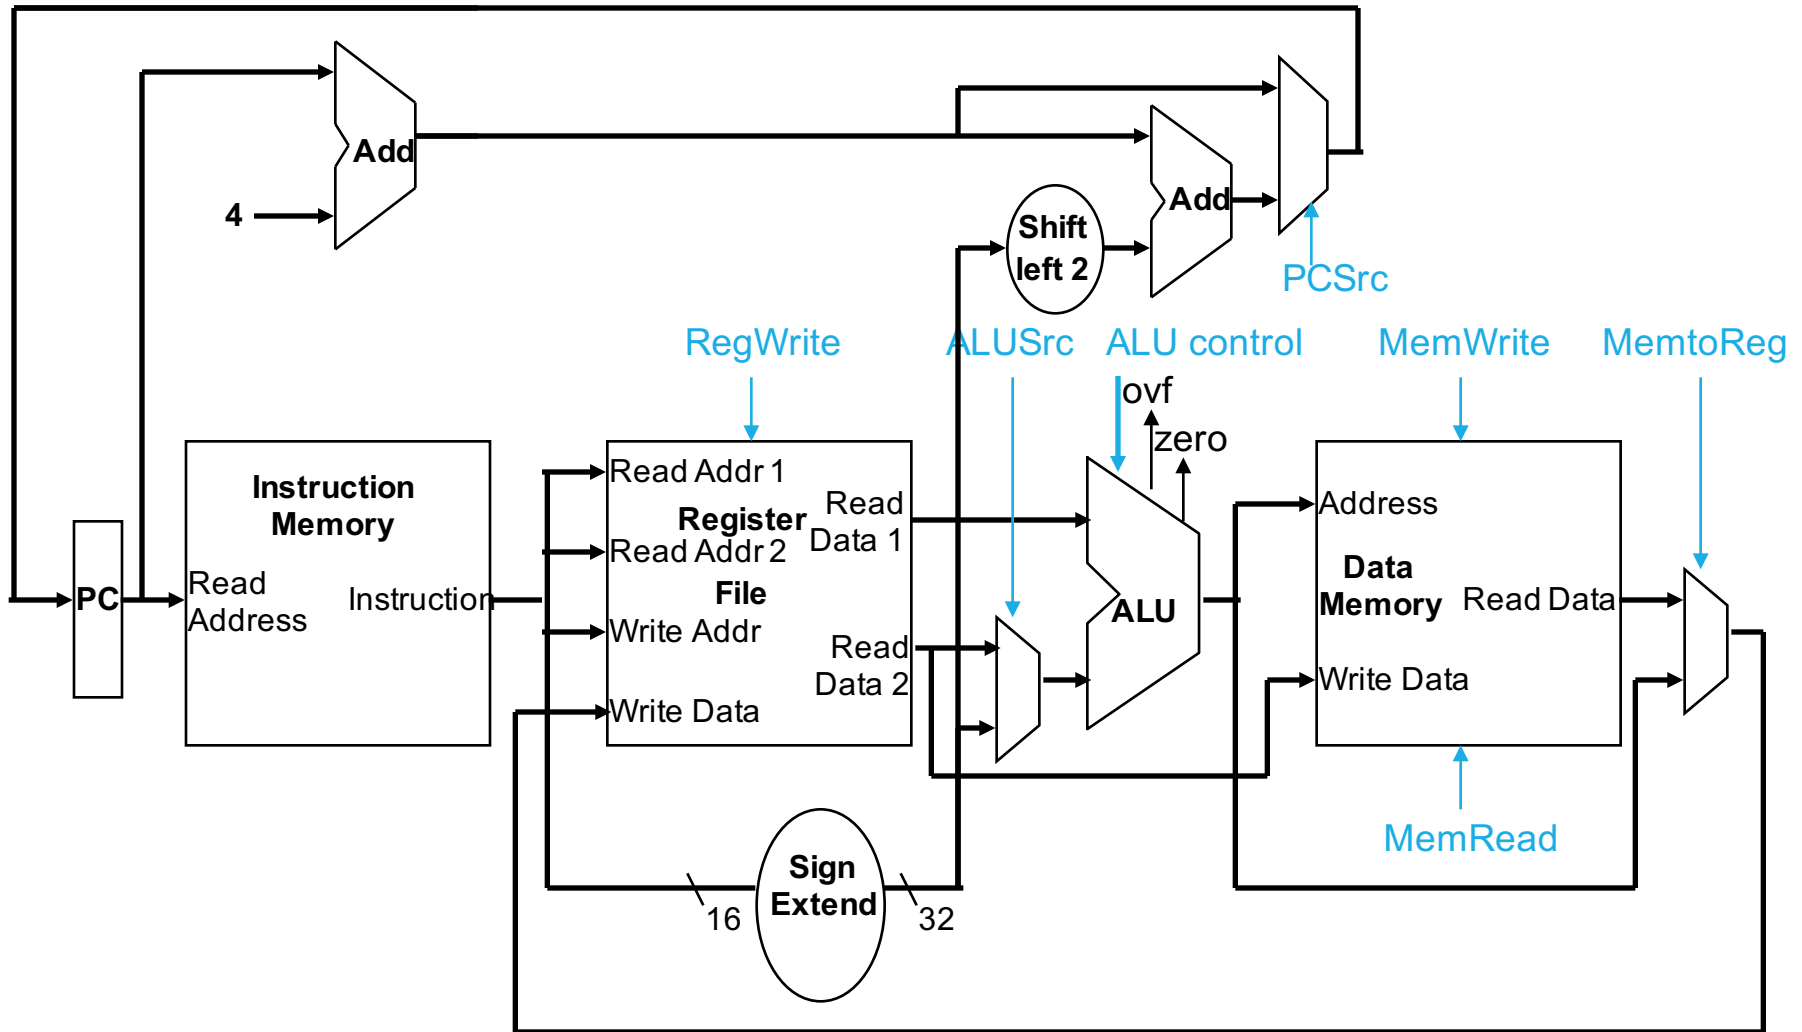 Add
4
Add
Shift
left 2
PCSrc
RegWrite
ALUSrc
ALU control
MemWrite
MemtoReg
ovf
zero
PC
Instruction
Memory
Read
Address
Instruction
Read Addr 1
Register
Read Addr 2
File
Write Addr
Write Data
Read
Data 1
Read
Data 2
ALU
Address
Data
Memory
Read Data
Write Data
MemRead
Sign
Extend
16
32